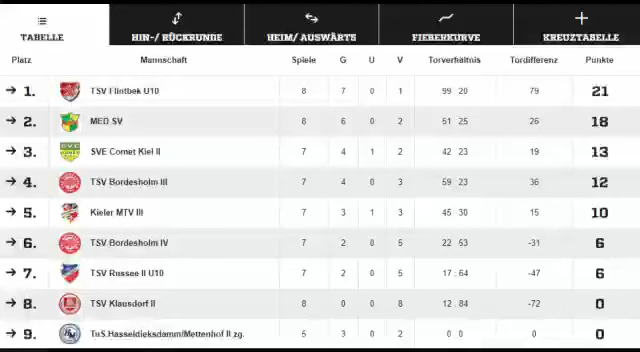 TABELLE HIN-/ RÜCKRUNDE HEIM/ AUSWÄRTS FIEBERKURVE KREUZTABELLE
Platz Mannschaft Spiele G U V Torverhältnis Tordifferenz Punkte
1. TSV Flintbek U10 8 7 0 1 99 20 79 21
2. MED SV 8 6 0 2 51 25 26 18
3. SVE Comet Kiel II 7 4 1 2 42 23 19 13
4. TSV Bordesholm III 7 4 0 3 59 23 36 12
5. Kieler MTV III 7 3 1 3 45 30 15 10
6. TSV Bordesholm IV 7 2 0 5 22 53 -31 6
7. TSV Russee II U10 7 2 0 5 17 : 64 -47 6
8. TSV Klausdorf II 8 0 0 8 12 : 84 -72 0
9. TuS Hasseldieksdamm/Mettenhof II zg. 5 3 0 2 0 0 0 0